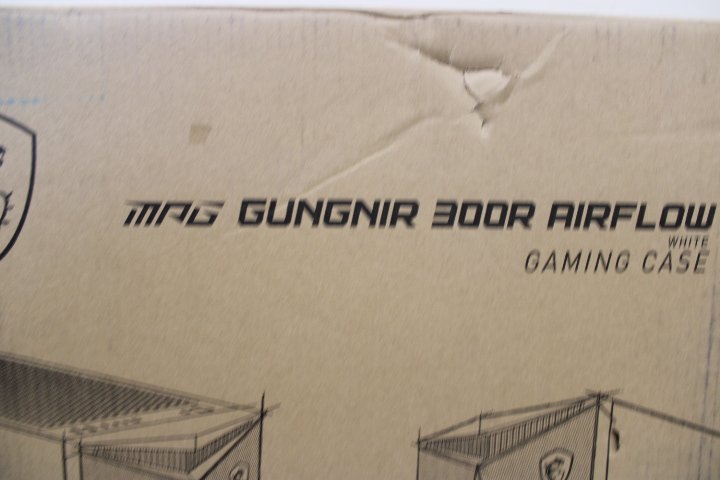 MPG GUNGNIR 300R AIRFLOW
WHITE
GAMING CASE